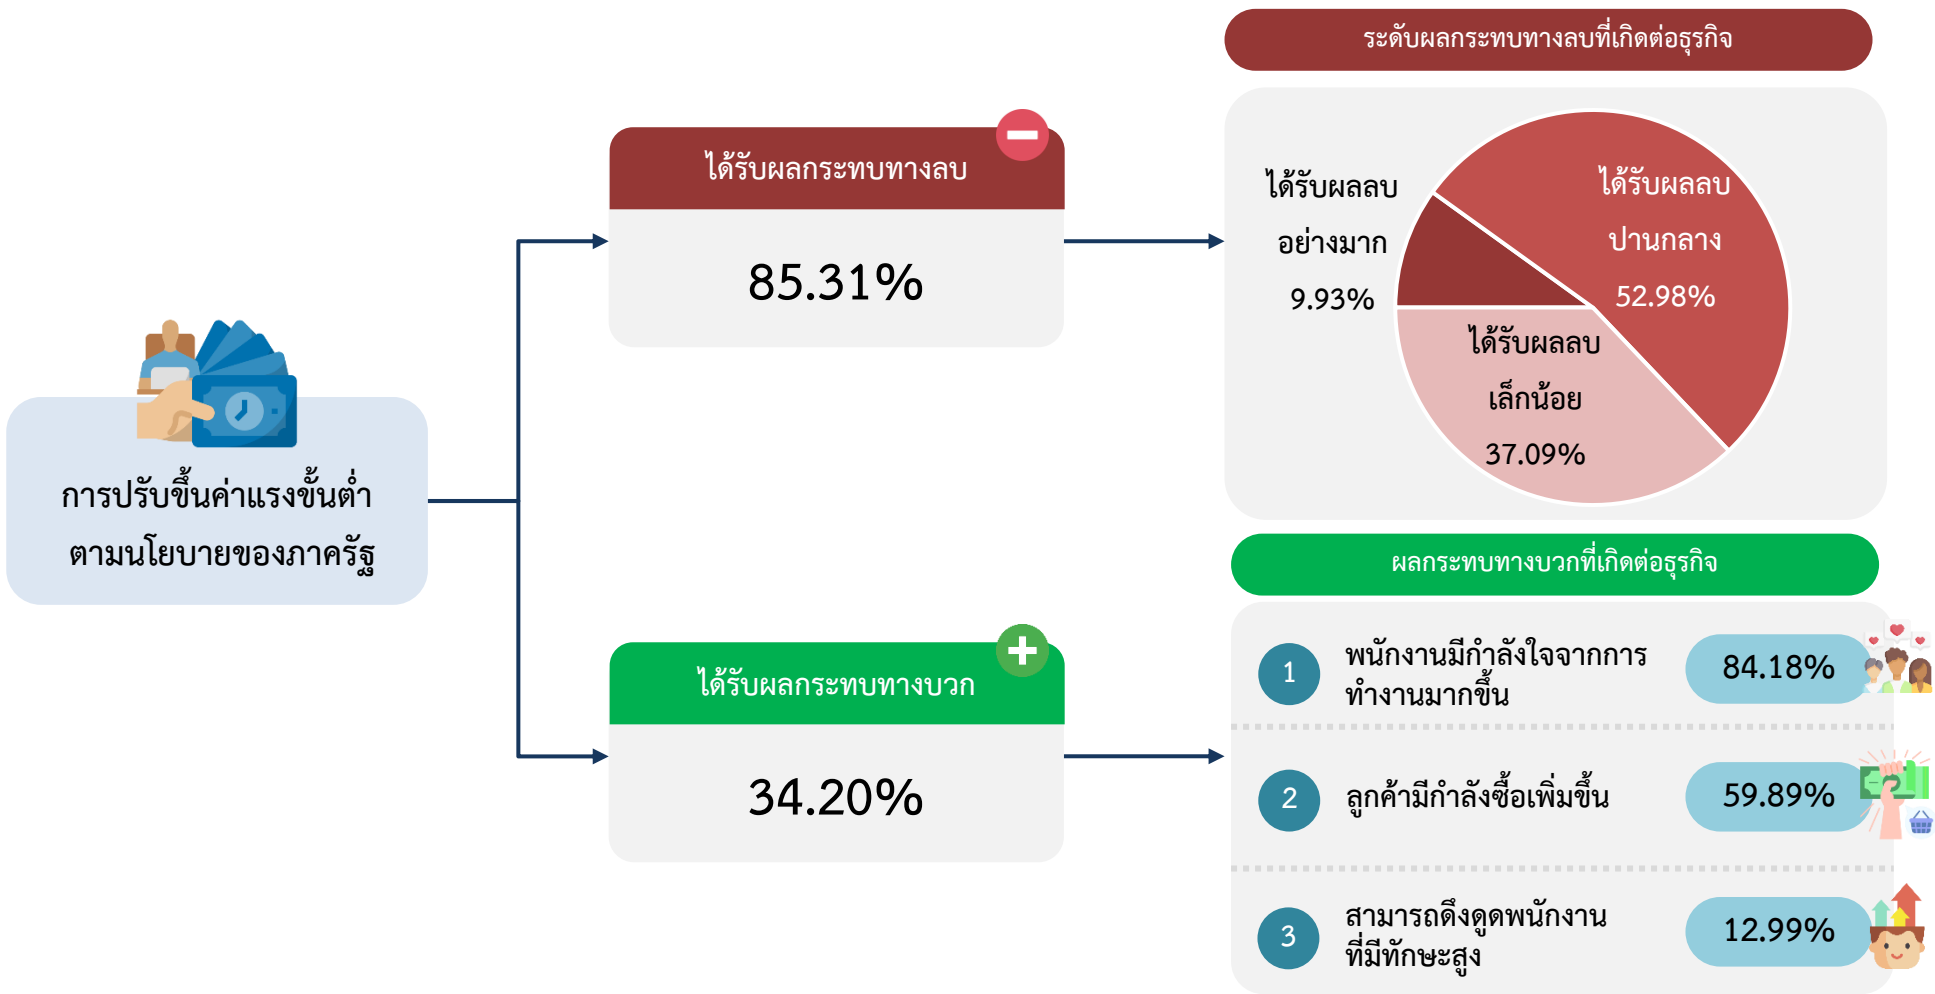 การปรับขึ้นค่าแรงขั้นต่ำ
ตามนโยบายของภาครัฐ
ได้รับผลกระทบทางลบ
85.31%
ระดับผลกระทบทางลบที่เกิดต่อธุรกิจ
ได้รับผลลบ
อย่างมาก
9.93%
ได้รับผลลบ
ปานกลาง
52.98%
ได้รับผลลบ
เล็กน้อย
37.09%
ได้รับผลกระทบทางบวก
34.20%
ผลกระทบทางบวกที่เกิดต่อธุรกิจ
1 พนักงานมีกำลังใจจากการ
ทำงานมากขึ้น
84.18%
2 ลูกค้ามีกำลังซื้อเพิ่มขึ้น 59.89%
3 สามารถดึงดูดพนักงาน
ที่มีทักษะสูง
12.99%